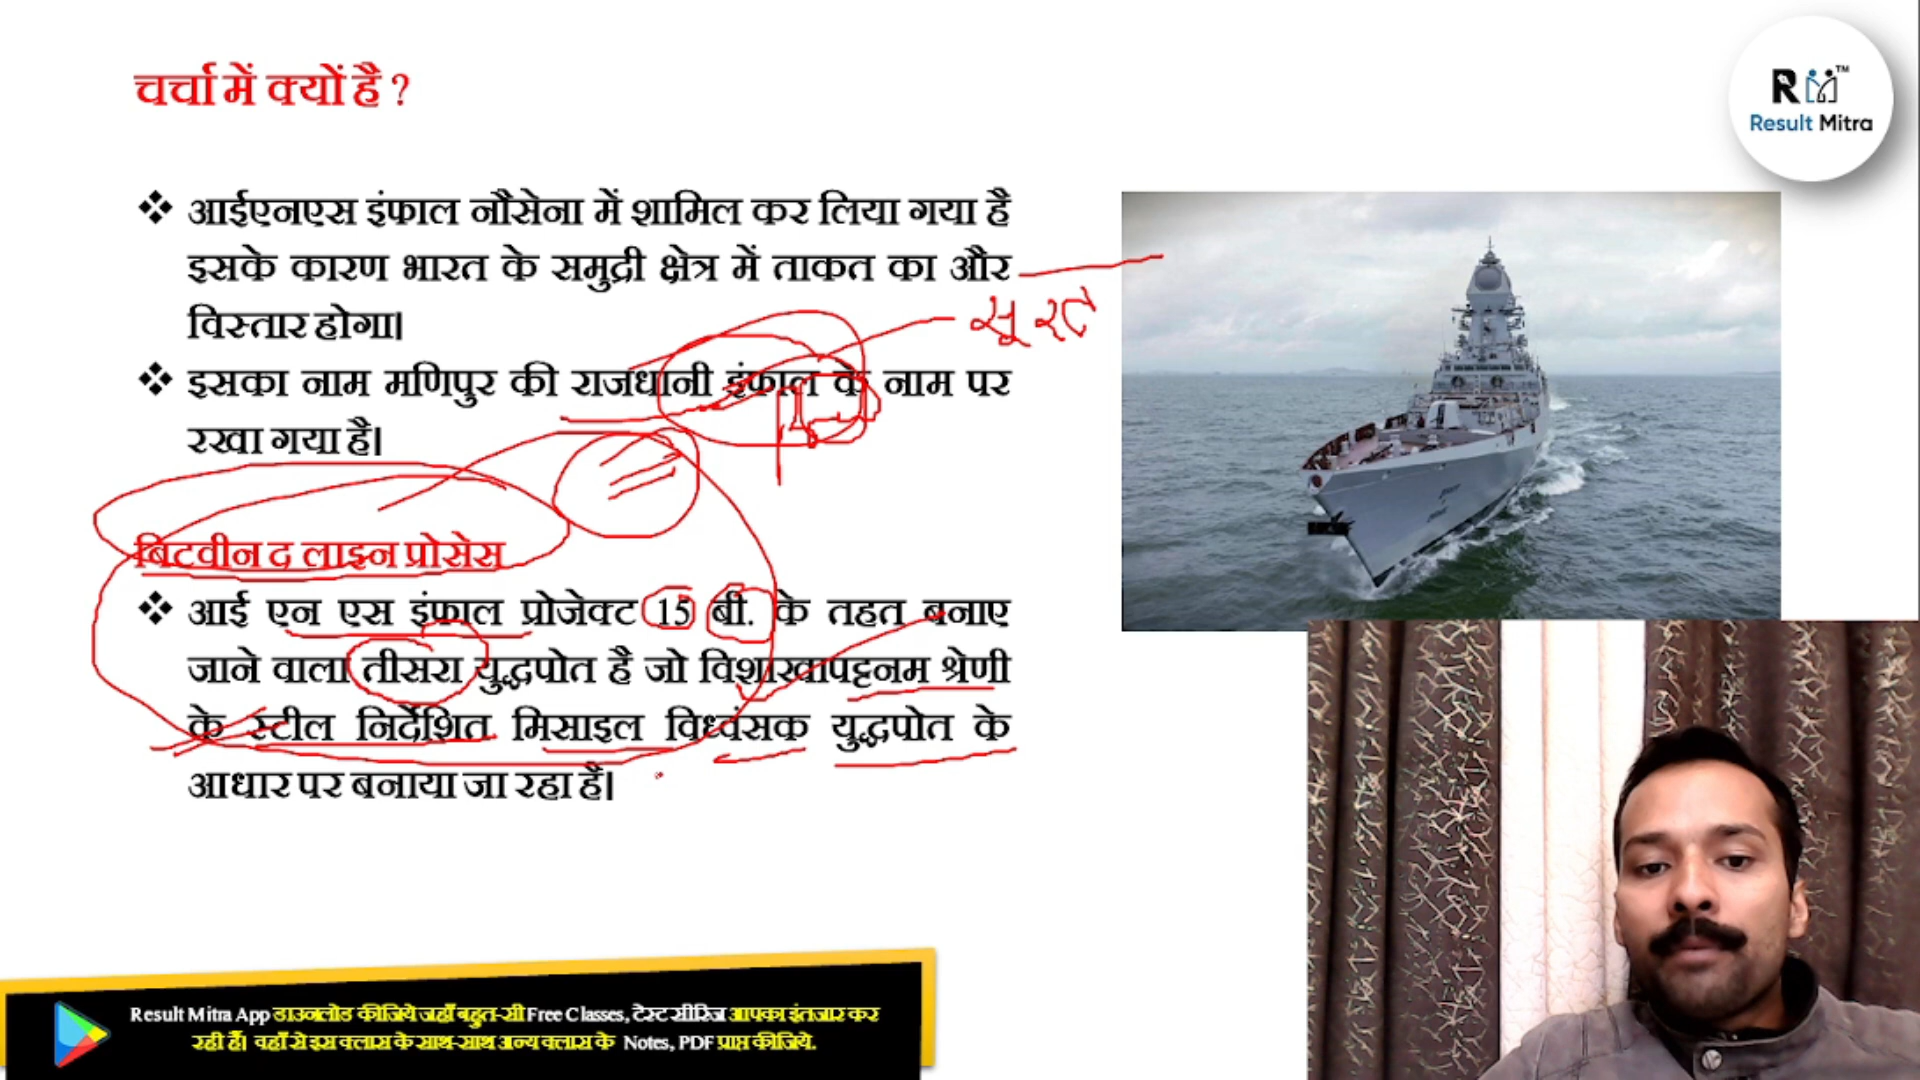 चर्चा में क्यों है ?
RM™
Result Mitra
❖ आईएनएस इंफाल नौसेना में शामिल कर लिया गया है
इसके कारण भारत के समुद्री क्षेत्र में ताकत का और
विस्तार होगा।
सूरत
❖ इसका नाम मणिपुर की राजधानी इंफाल के नाम पर
रखा गया है।
बिटवीन द लाइन प्रोसेस
❖ आई एन एस इंफाल प्रोजेक्ट 15 बी. के तहत बनाए
जाने वाला तीसरा युद्धपोत है जो विशाखापट्टनम श्रेणी
के स्टील निर्देशित मिसाइल विध्वंसक युद्धपोत के
आधार पर बनाया जा रहा है।
Result Mitra App डाउनलोड कीजिये जहाँ बहुत-सी Free Classes, टेस्ट सीरिज आपका इंतजार कर
रही हैं। वहाँ से इस क्लास के साथ-साथ अन्य क्लास के Notes, PDF प्राप्त कीजिये.